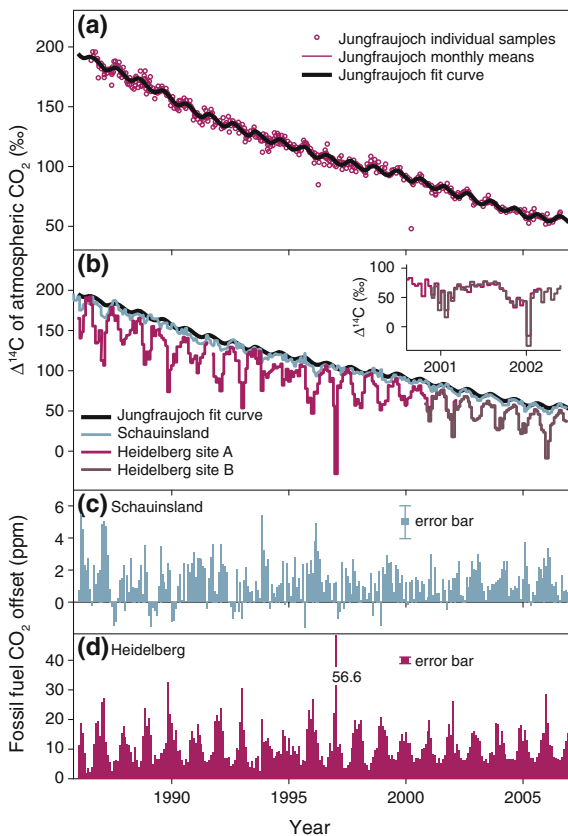 (a)
Jungfraujoch individual samples
Jungfraujoch monthly means
Jungfraujoch fit curve
200
150
100
50
Δ¹⁴C of atmospheric CO₂ (‰)
(b)
200
150
100
50
0
Δ¹⁴C (‰)
100
50
0
2001
2002
Jungfraujoch fit curve
Schauinsland
Heidelberg site A
Heidelberg site B
(c) Schauinsland
error bar
6
4
2
0
Fossil fuel CO₂ offset (ppm)
(d) Heidelberg
error bar
56.6
40
30
20
10
0
1990
1995
2000
2005
Year